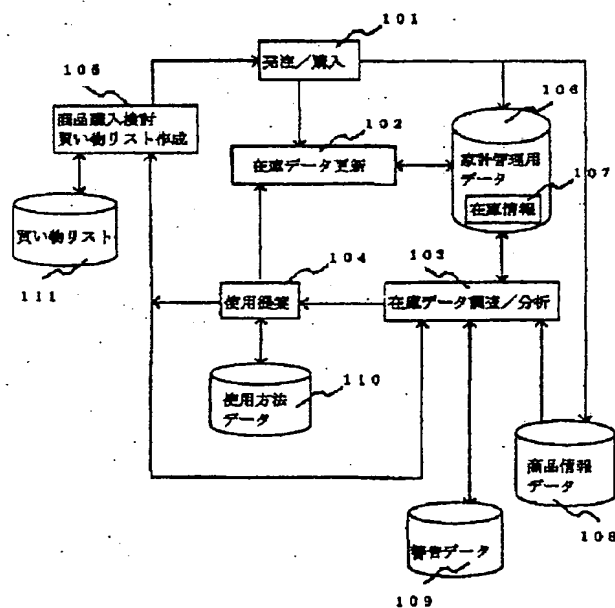 101
発注/購入
105
商品購入検討
買い物リスト作成
102
在庫データ更新
106
家計管理用
データ
107
在庫情報
買い物リスト
111
104
使用提案
103
在庫データ調査/分析
使用方法
データ
110
商品情報
データ
108
警告データ
109